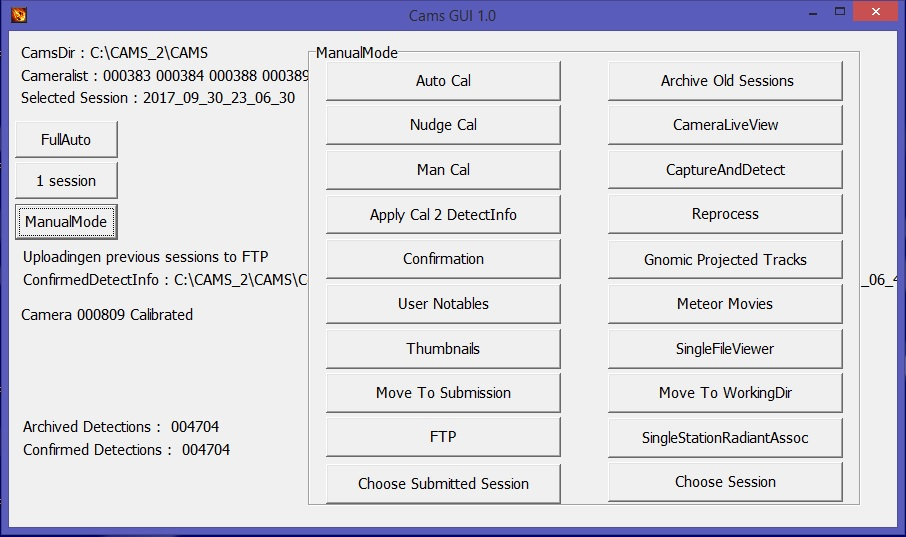 Cams GUI 1.0
CamsDir : C:\CAMS_2\CAMS
Cameralist : 000383 000384 000388 000389
Selected Session : 2017_09_30_23_06_30
FullAuto
1 session
ManualMode
Uploadingen previous sessions to FTP
ConfirmedDetectInfo : C:\CAMS_2\CAMS\C
_06_4
Camera 000809 Calibrated
Archived Detections : 004704
Confirmed Detections : 004704
ManualMode
Auto Cal
Nudge Cal
Man Cal
Apply Cal 2 DetectInfo
Confirmation
User Notables
Thumbnails
Move To Submission
FTP
Choose Submitted Session
Archive Old Sessions
CameraLiveView
CaptureAndDetect
Reprocess
Gnomic Projected Tracks
Meteor Movies
SingleFileViewer
Move To WorkingDir
SingleStationRadiantAssoc
Choose Session